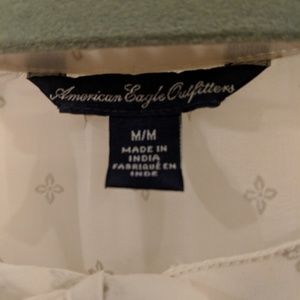 American Eagle Outfitters
M/M
MADE IN
INDIA
FABRIQUÉ EN
INDE